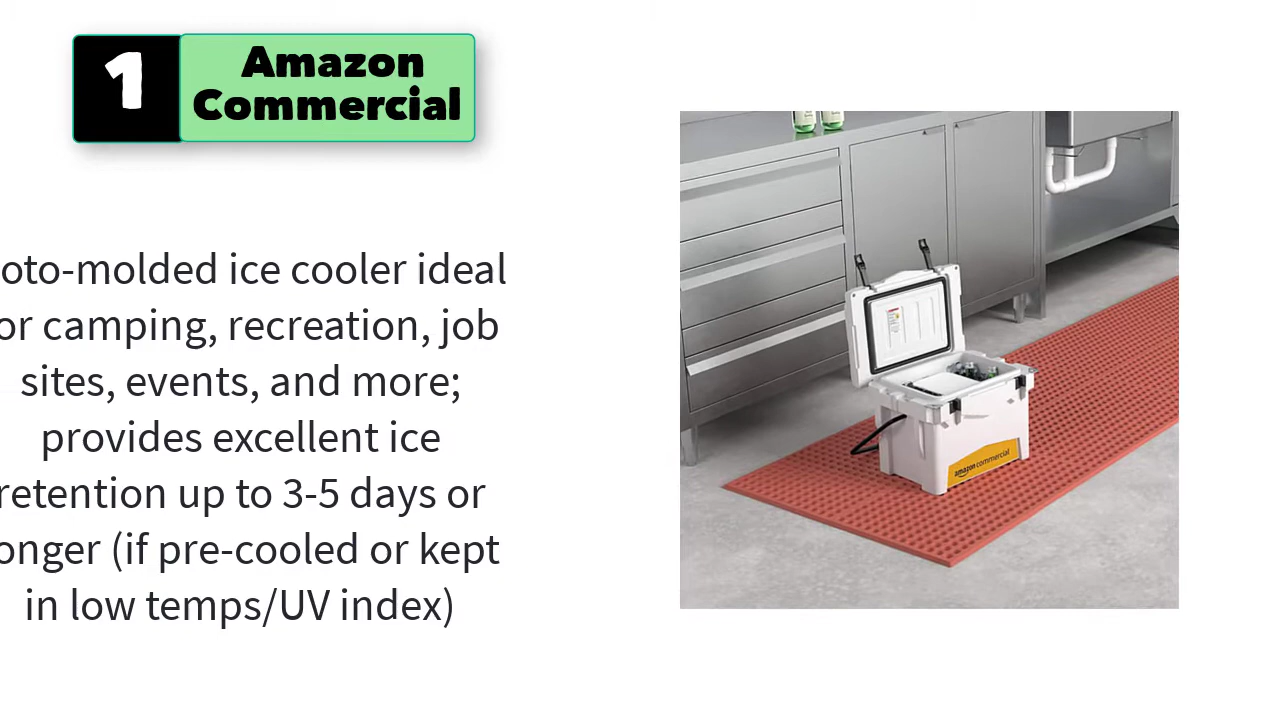 1
Amazon
Commercial
oto-molded ice cooler ideal
or camping, recreation, job
sites, events, and more;
provides excellent ice
retention up to 3-5 days or
onger (if pre-cooled or kept
in low temps/UV index)
amazon commercial